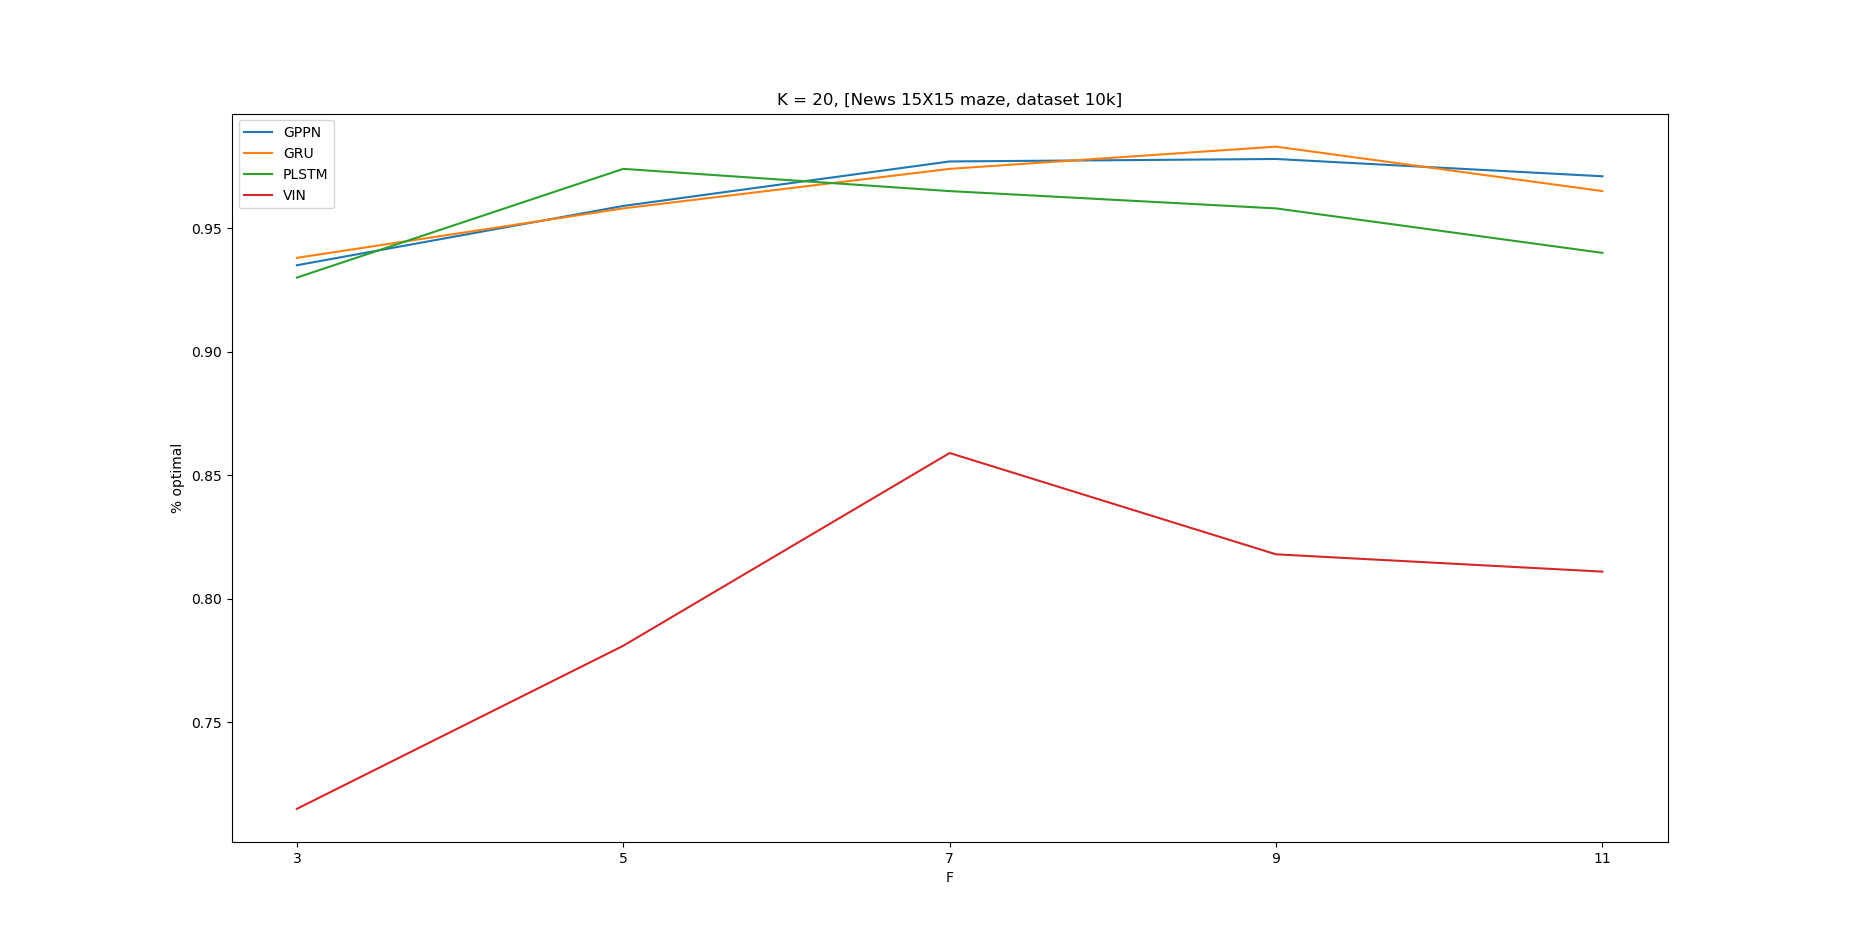 K = 20, [News 15X15 maze, dataset 10k]
GPPN
GRU
PLSTM
VIN
0.95
0.90
0.85
0.80
0.75
% optimal
3 5 7 9 11
F